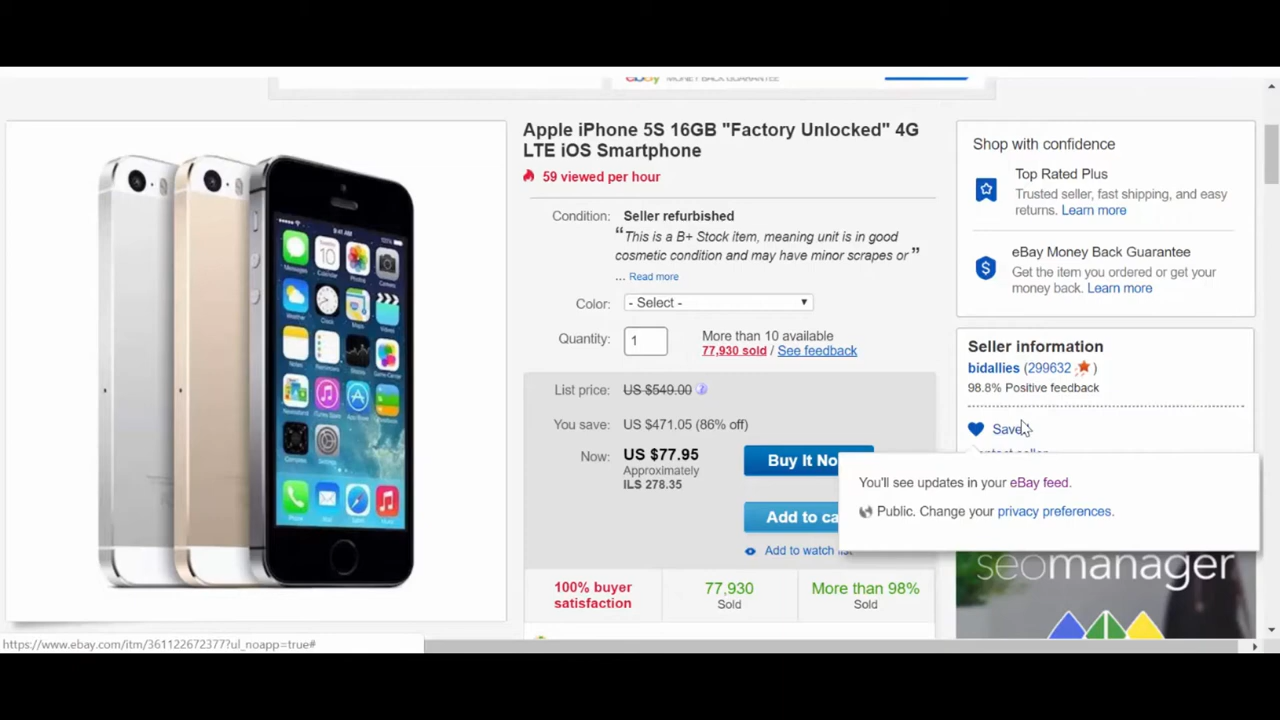 ebay MONEY BACK GUARANTEE
Apple iPhone 5S 16GB "Factory Unlocked" 4G
LTE iOS Smartphone
59 viewed per hour
Condition: Seller refurbished
“This is a B+ Stock item, meaning unit is in good
cosmetic condition and may have minor scrapes or ”
... Read more
Color: - Select -
Quantity: 1
More than 10 available
77,930 sold / See feedback
List price: US $549.00 ?
You save: US $471.05 (86% off)
Now: US $77.95
Approximately
ILS 278.35
Buy It No
Add to ca
Add to watch list
100% buyer
satisfaction
77,930
Sold
More than 98%
Sold
Shop with confidence
Top Rated Plus
Trusted seller, fast shipping, and easy
returns. Learn more
eBay Money Back Guarantee
Get the item you ordered or get your
money back. Learn more
Seller information
bidallies (299632 )
98.8% Positive feedback
Save
You'll see updates in your eBay feed.
Public. Change your privacy preferences.
seomanager
https://www.ebay.com/itm/361122672377?ul_noapp=true#